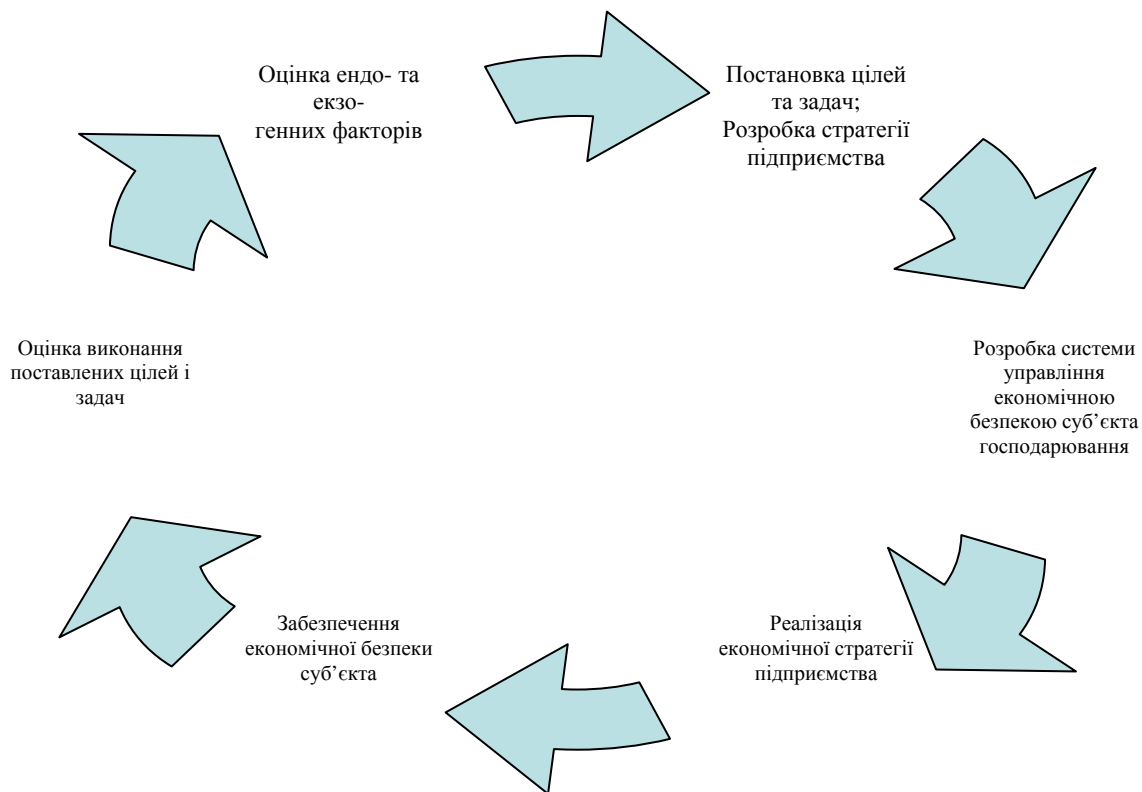 Оцінка ендо- та
екзо-
генних факторів
Постановка цілей
та задач;
Розробка стратегії
підприємства
Розробка системи
управління
економічною
безпекою суб’єкта
господарювання
Реалізація
економічної стратегії
підприємства
Забезпечення
економічної безпеки
суб’єкта
Оцінка виконання
поставлених цілей і
задач